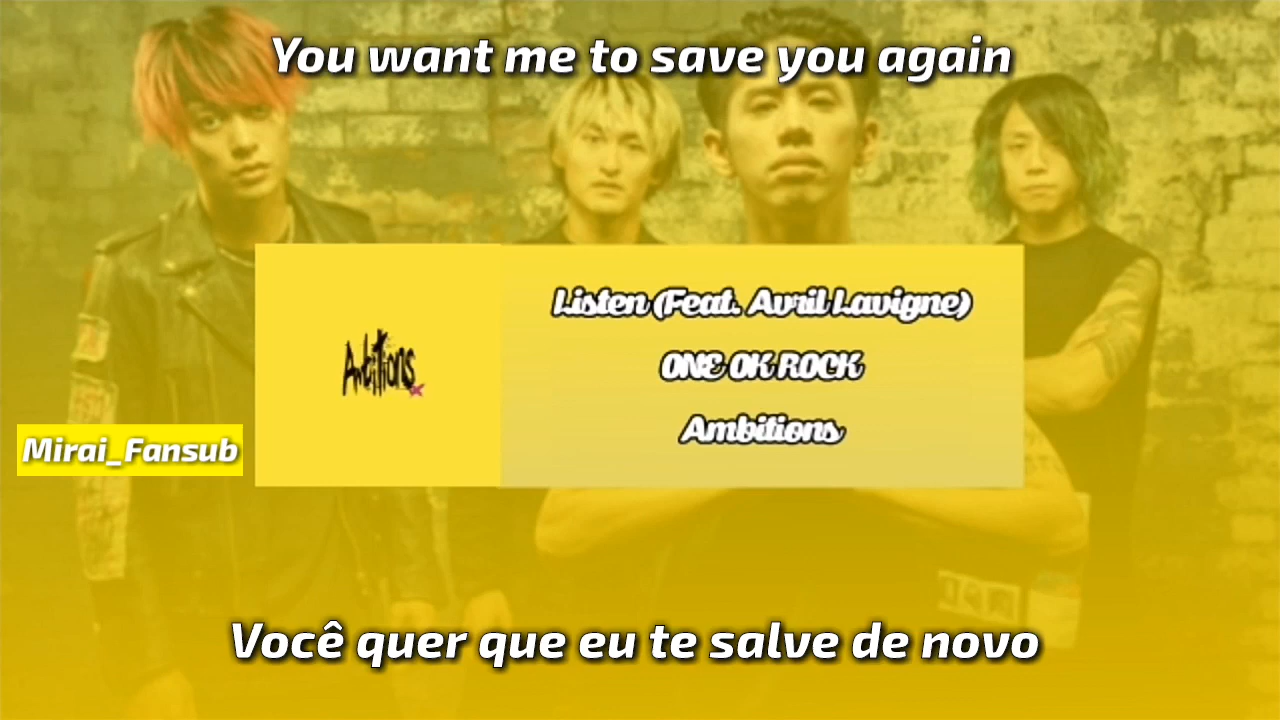 You want me to save you again
Listen (Feat. Avril Lavigne)
ONE OK ROCK
Ambitions
Ambitions
Mirai_Fansub
Você quer que eu te salve de novo